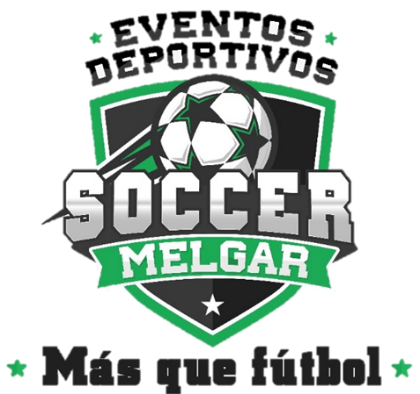 EVENTOS
DEPORTIVOS
SOCCER
MELGAR
Más que fútbol